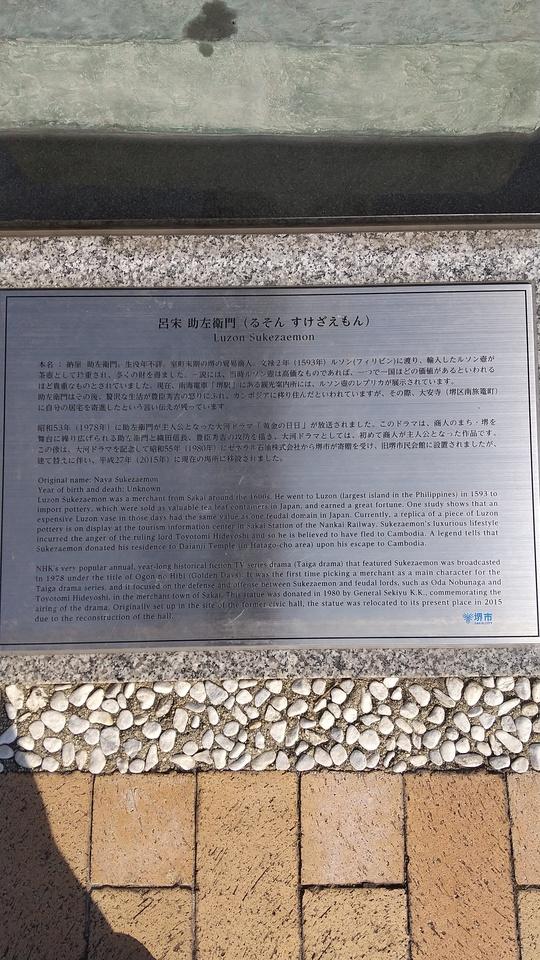 呂宋 助左衛門（るそん すけざえもん）
Luzon Sukezaemon
本名：納屋 助左衛門。生没年不詳。室町末期の堺の貿易商人。文禄2年（1593年）ルソン(フィリピン)に渡り、輸入したルソン壺が
茶壺として珍重され、多くの財を得ました。一説には、当時ルソン壺は高価なものであれば、一つで一国ほどの価値があるといわれる
ほど貴重なものとされていました。現在、南海電車「堺駅」にある観光案内所には、ルソン壺のレプリカが展示されています。
助左衛門はその後、贅沢な生活が豊臣秀吉の怒りにふれ、カンボジアに移り住んだといわれていますが、その際、大安寺（堺区南旅篭町）
に自分の居宅を寄進したという言い伝えが残っています
昭和53年（1978年）に助左衛門が主人公となった大河ドラマ「黄金の日日」が放送されました。このドラマは、商人のまち・堺を
舞台に繰り広げられる助左衛門と織田信長、豊臣秀吉の攻防を描き、大河ドラマとしては、初めて商人が主人公となった作品です。
この像は、大河ドラマを記念して昭和55年（1980年）にゼネラル石油株式会社から堺市が寄贈を受け、旧堺市民会館に設置されましたが、
建て替えに伴い、平成27年（2015年）に現在の場所に移設されました。
Original name: Naya Sukezaemon
Year of birth and death: Unknown
Luzon Sukezaemon was a merchant from Sakai around the 1600s. He went to Luzon (largest island in the Philippines) in 1593 to
import pottery, which were sold as valuable tea leaf containers in Japan, and earned a great fortune. One study shows that an
expensive Luzon vase in those days had the same value as one feudal domain in Japan. Currently, a replica of a piece of Luzon
pottery is on display at the tourism information center in Sakai Station of the Nankai Railway. Sukezaemon's luxurious lifestyle
incurred the anger of the ruling lord Toyotomi Hideyoshi and so he is believed to have fled to Cambodia. A legend tells that
Sukezaemon donated his residence to Daianji Temple (in Hatago-cho area) upon his escape to Cambodia.
NHK's very popular annual, year-long historical fiction TV series drama (Taiga drama) that featured Sukezaemon was broadcasted
in 1978 under the title of Ogon no Hibi (Golden Days). It was the first time picking a merchant as a main character for the
Taiga drama series, and it focused on the defense and offense between Sukezaemon and feudal lords, such as Oda Nobunaga and
Toyotomi Hideyoshi, in the merchant town of Sakai. This statue was donated in 1980 by General Sekiyu K.K., commemorating the
airing of the drama. Originally set up in the site of the former civic hall, the statue was relocated to its present place in 2015
due to the reconstruction of the hall.
堺市